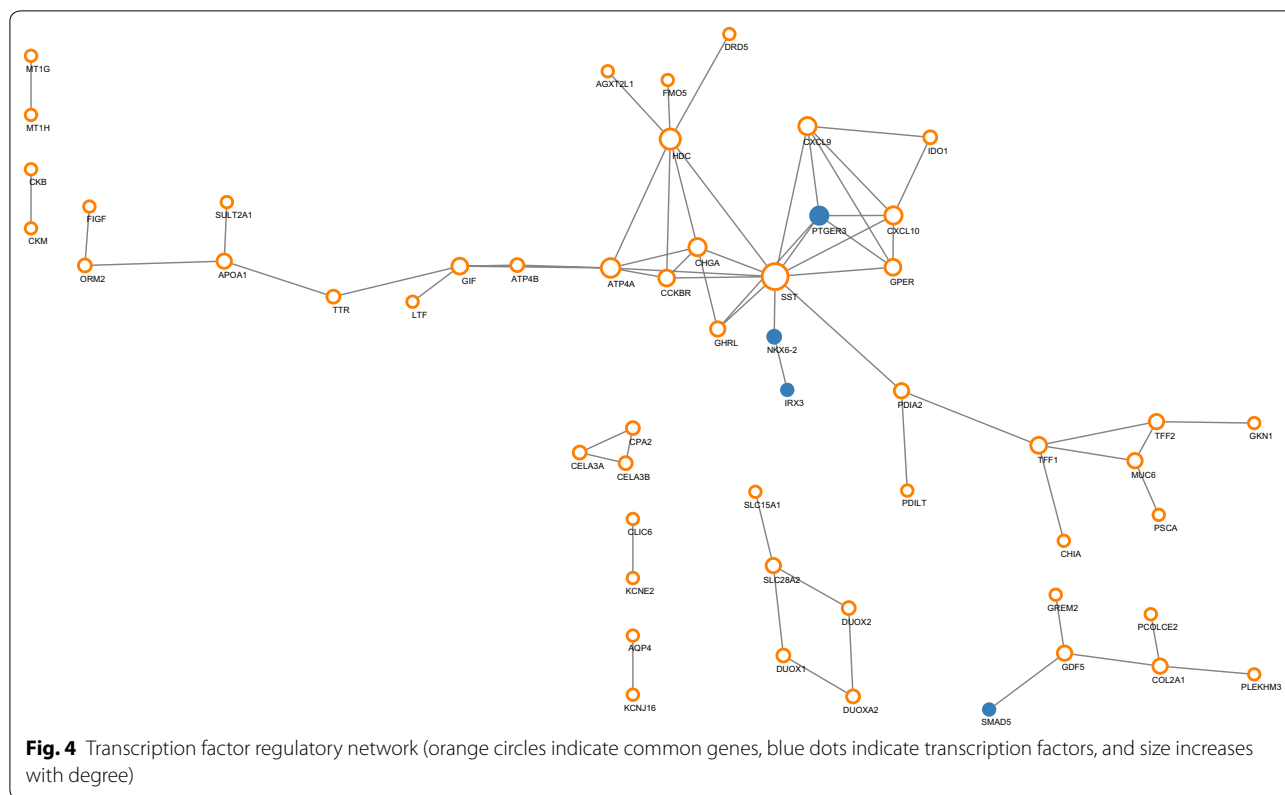 DRD5
MT1G
AGXT2L1
FMO5
MT1H
CXCL9
IDO1
HDC
CKB
FIGF
SULT2A1
PTGER3
CXCL10
CKM
ORM2
APOA1
GIF
ATP4B
ATP4A
CHGA
CCKBR
SST
GPER
TTR
LTF
GHRL
NKX6-2
IRX3
PDIA2
CPA2
CELA3A
CELA3B
TFF1
TFF2
GKN1
MUC6
SLC15A1
PDILT
PSCA
CLIC6
CHIA
KCNE2
SLC28A2
DUOX2
GREM2
PCOLCE2
AQP4
DUOX1
GDF5
COL2A1
PLEKHM3
KCNJ16
DUOXA2
SMAD5
Fig. 4 Transcription factor regulatory network (orange circles indicate common genes, blue dots indicate transcription factors, and size increases
with degree)